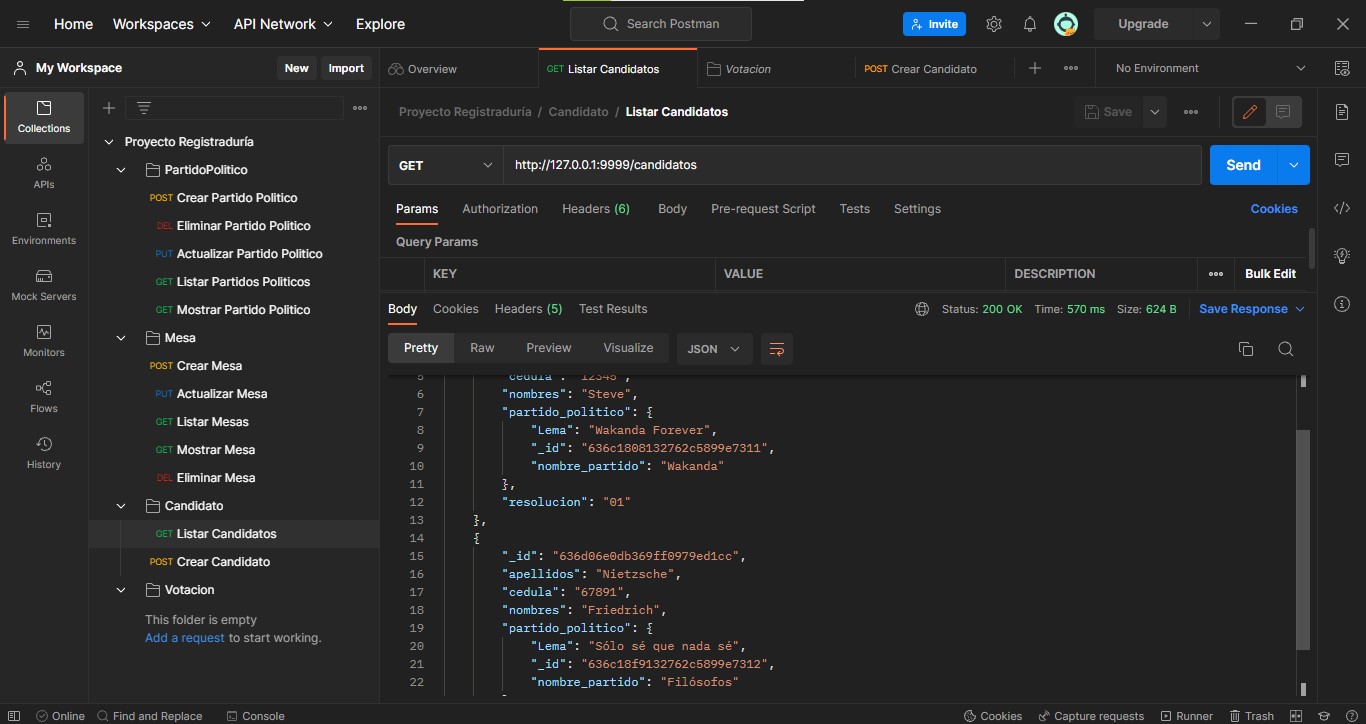 Home Workspaces API Network Explore Search Postman Invite Upgrade
My Workspace New Import Overview GET Listar Candidatos Votacion POST Crear Candidato No Environment
Collections
APIs
Environments
Mock Servers
Monitors
Flows
History
Proyecto Registraduría
PartidoPolitico
POST Crear Partido Politico
DEL Eliminar Partido Politico
PUT Actualizar Partido Politico
GET Listar Partidos Politicos
GET Mostrar Partido Politico
Mesa
POST Crear Mesa
PUT Actualizar Mesa
GET Listar Mesas
GET Mostrar Mesa
DEL Eliminar Mesa
Candidato
GET Listar Candidatos
POST Crear Candidato
Votacion
This folder is empty
Add a request to start working.
Proyecto Registraduría / Candidato / Listar Candidatos Save
GET http://127.0.0.1:9999/candidatos Send
Params Authorization Headers (6) Body Pre-request Script Tests Settings Cookies
Query Params
KEY VALUE DESCRIPTION Bulk Edit
Body Cookies Headers (5) Test Results Status: 200 OK Time: 570 ms Size: 624 B Save Response
Pretty Raw Preview Visualize JSON
5 "cedula": "12345",
6 "nombres": "Steve",
7 "partido_politico": {
8 "Lema": "Wakanda Forever",
9 "_id": "636c1808132762c5899e7311",
10 "nombre_partido": "Wakanda"
11 },
12 "resolucion": "01"
13 },
14 {
15 "_id": "636d06e0db369ff0979ed1cc",
16 "apellidos": "Nietzsche",
17 "cedula": "67891",
18 "nombres": "Friedrich",
19 "partido_politico": {
20 "Lema": "Sólo sé que nada sé",
21 "_id": "636c18f9132762c5899e7312",
22 "nombre_partido": "Filósofos"
Online Find and Replace Console Cookies Capture requests Runner Trash